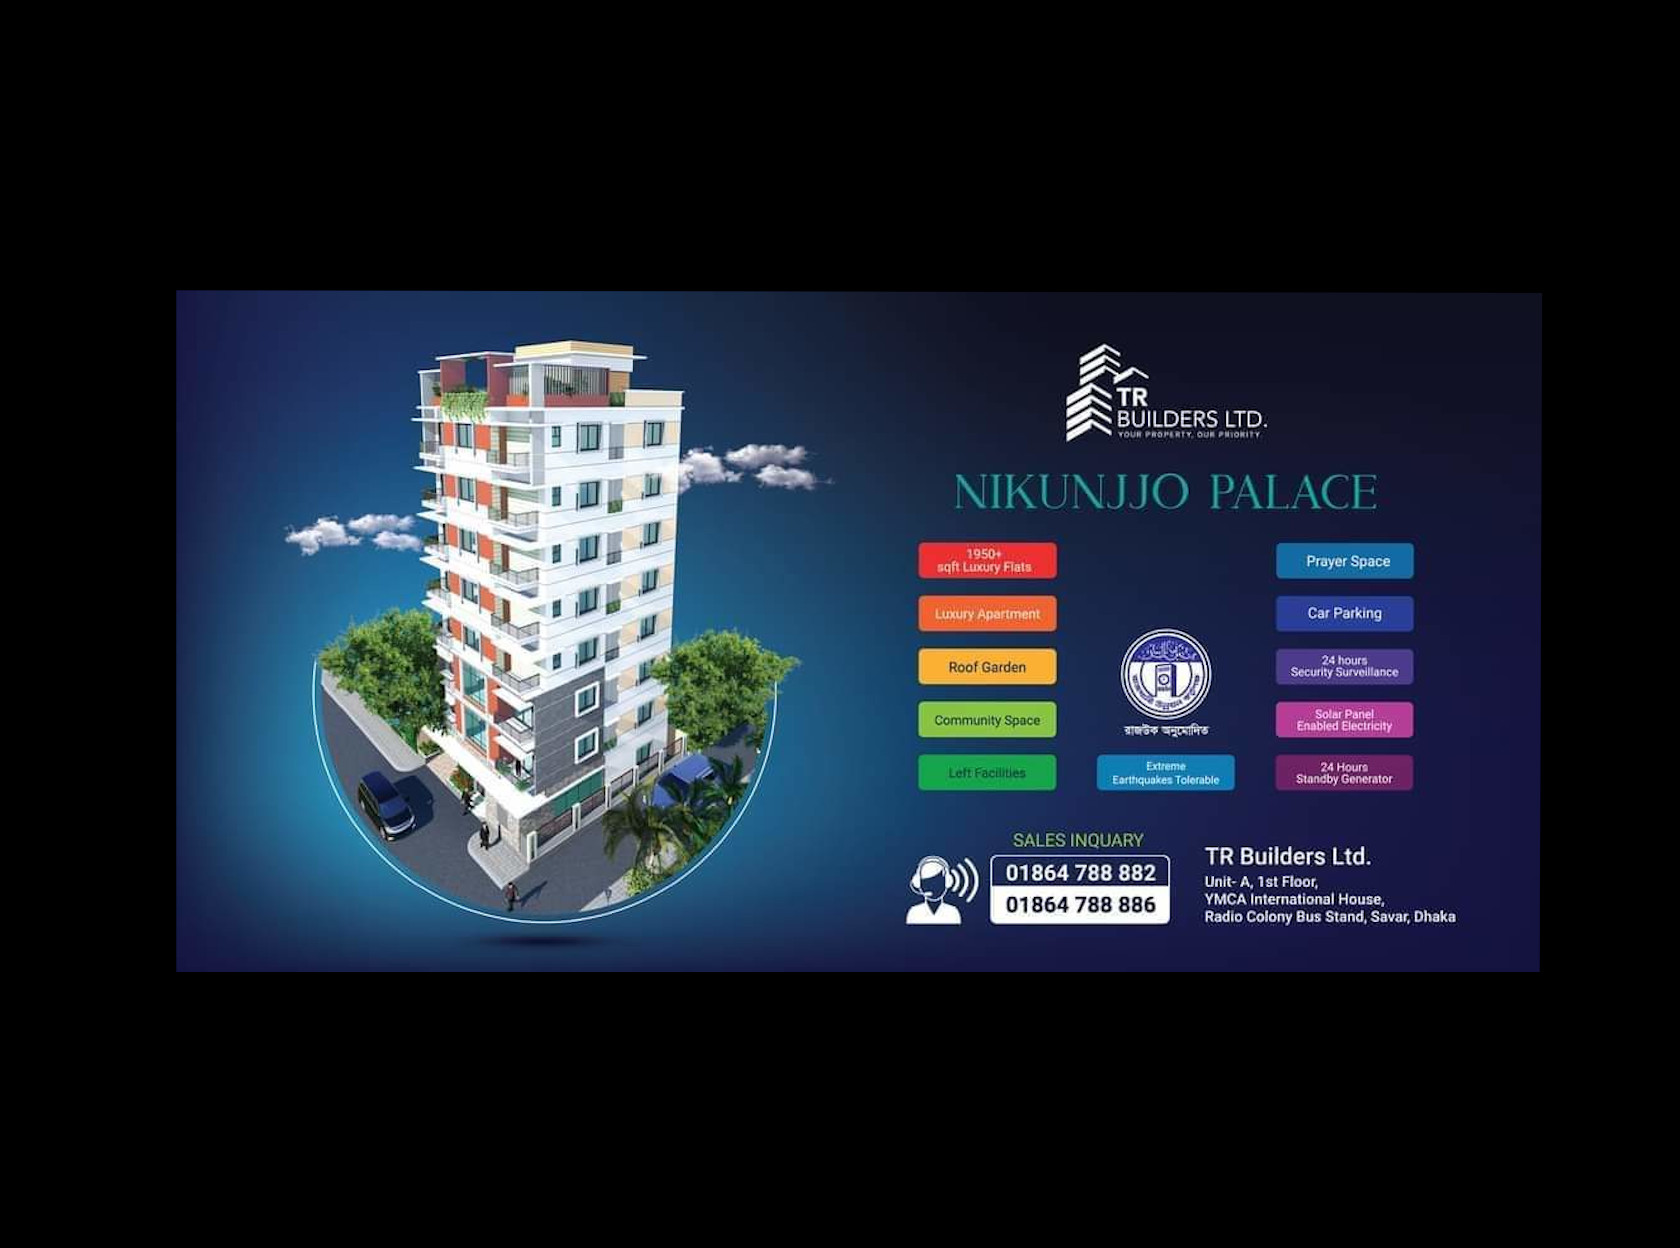 TR
BUILDERS LTD.
YOUR PROPERTY, OUR PRIORITY.
NIKUNJJO PALACE
1950+
sqft Luxury Flats
Luxury Apartment
Roof Garden
Community Space
Left Facilities
রাজউক অনুমোদিত
Extreme
Earthquakes Tolerable
Prayer Space
Car Parking
24 hours
Security Surveillance
Solar Panel
Enabled Electricity
24 Hours
Standby Generator
SALES INQUARY
01864 788 882
01864 788 886
TR Builders Ltd.
Unit- A, 1st Floor,
YMCA International House,
Radio Colony Bus Stand, Savar, Dhaka